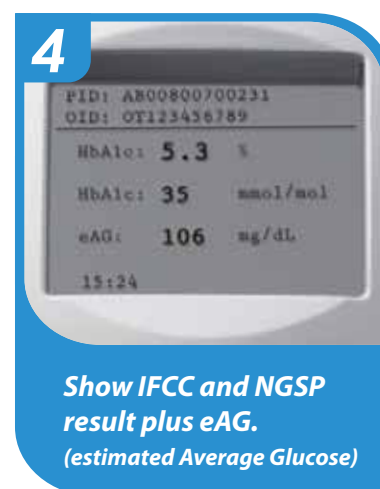 4
PID: AB00800700231
OID: OT123456789
HbA1c: 5.3 %
HbA1c: 35 mmol/mol
eAG: 106 mg/dL
15:24
Show IFCC and NGSP
result plus eAG.
(estimated Average Glucose)